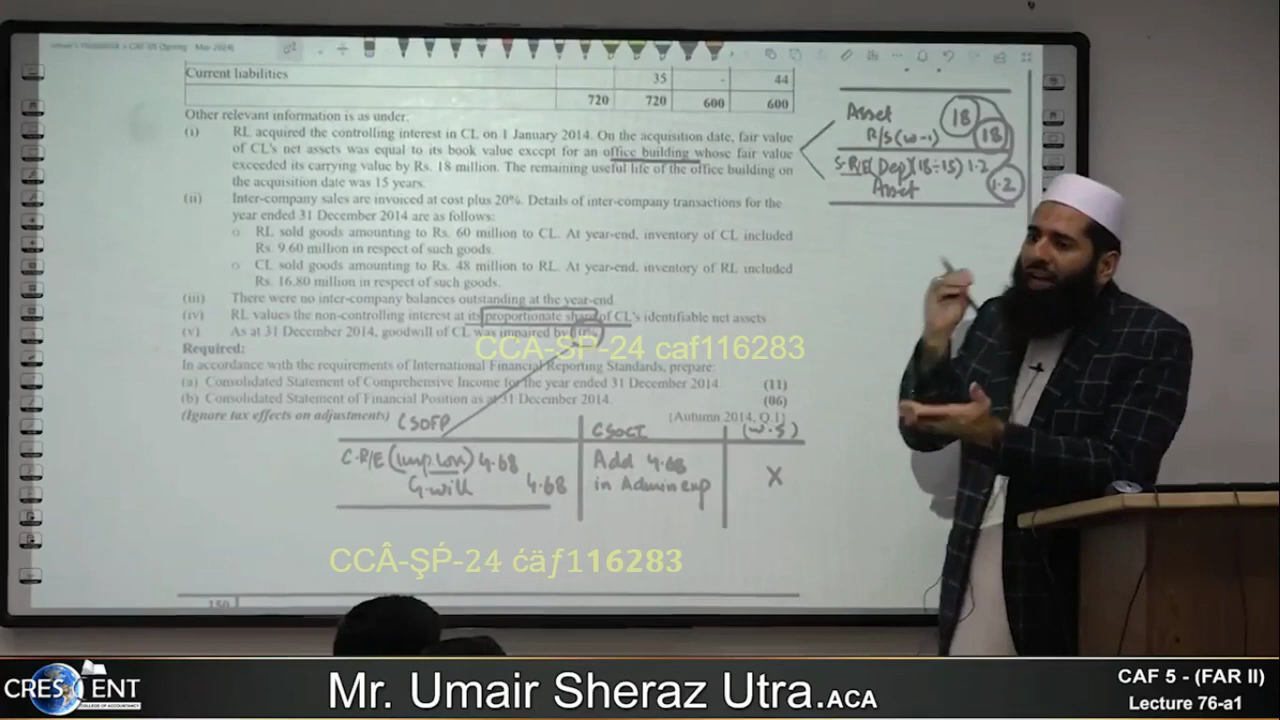 Current liabilities 35 - 44
720 720 600 600
Other relevant information is as under:
(i) RL acquired the controlling interest in CL on 1 January 2014. On the acquisition date, fair value
of CL's net assets was equal to its book value except for an office building whose fair value
exceeded its carrying value by Rs. 18 million. The remaining useful life of the office building on
the acquisition date was 15 years.
(ii) Inter-company sales are invoiced at cost plus 20%. Details of inter-company transactions for the
year ended 31 December 2014 are as follows:
o RL sold goods amounting to Rs. 60 million to CL. At year-end, inventory of CL included
Rs. 9.60 million in respect of such goods.
o CL sold goods amounting to Rs. 48 million to RL. At year-end, inventory of RL included
Rs. 16.80 million in respect of such goods.
(iii) There were no inter-company balances outstanding at the year-end
(iv) RL values the non-controlling interest at its proportionate share of CL's identifiable net assets
(v) As at 31 December 2014, goodwill of CL was impaired by 10%.
CCA-SP-24 caf116283
Required:
In accordance with the requirements of International Financial Reporting Standards, prepare:
(a) Consolidated Statement of Comprehensive Income for the year ended 31 December 2014. (11)
(b) Consolidated Statement of Financial Position as at 31 December 2014. (06)
(Ignore tax effects on adjustments) {Autumn 2014, Q.1}
CSOFP CSOCI (W-5)
C.R/E (Imp Loss) 4.68
G.will 4.68
Add 4.68
in Admin exp
X
Asset 18
R/S (W-1) 18
S-R/E (Dep) (18÷15) 1.2
Asset 1.2
CCÂ-ŞṔ-24 ćäƒ116283
150
CRESCENT
COLLEGE OF ACCOUNTANCY
Mr. Umair Sheraz Utra.ACA
CAF 5 - (FAR II)
Lecture 76-a1